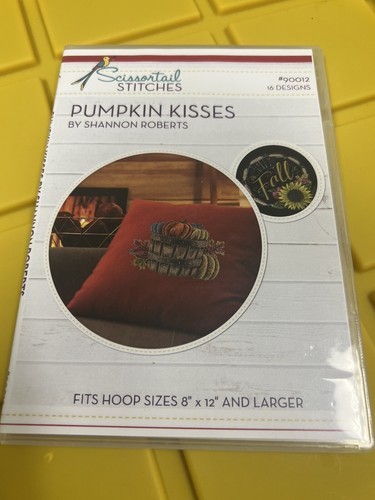 Scissortail
STITCHES
#90012
16 DESIGNS
PUMPKIN KISSES
BY SHANNON ROBERTS
Fall
FITS HOOP SIZES 8" x 12" AND LARGER